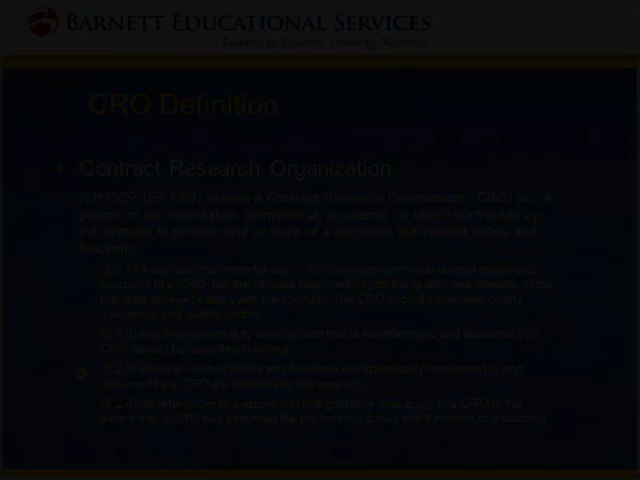 BARNETT EDUCATIONAL SERVICES
Leaders in Quality Training Resources
CRO Definition
• Contract Research Organization
ICH GCP (E6 1.20) defines a Contract Research Organization (CRO) as "A
person or an organization (commercial, academic, or other) contracted by
the sponsor to perform one or more of a sponsor's trial-related duties and
functions.
(5.2.1) A sponsor may transfer any or all of the sponsor's trial-related duties and
functions to a CRO, but the ultimate responsibility for the quality and integrity of the
trial data always resides with the sponsor. The CRO should implement quality
assurance and quality control.
(5.2.2) Any trial-related duty and function that is transferred to and assumed by a
CRO should be specified in writing.
(5.2.3) Any trial-related duties and functions not specifically transferred to and
assumed by a CRO are retained by the sponsor.
(5.2.4) All references to a sponsor in this guideline also apply to a CRO to the
extent that a CRO has assumed the trial-related duties and functions of a sponsor.